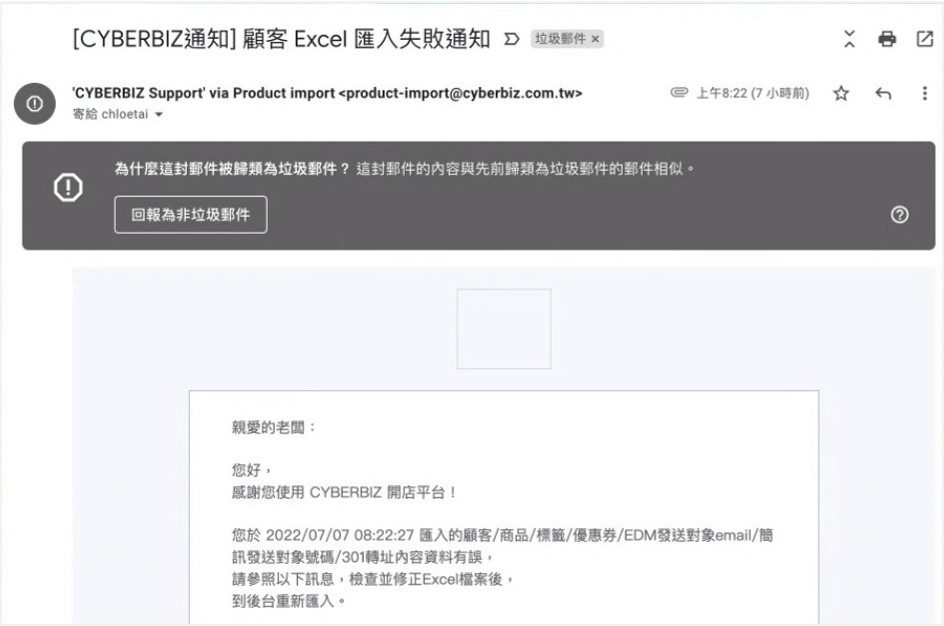 [CYBERBIZ通知] 顧客 Excel 匯入失敗通知 垃圾郵件 ×
'CYBERBIZ Support' via Product import <product-import@cyberbiz.com.tw> 上午8:22 (7 小時前)
寄給 chloetai
為什麼這封郵件被歸類為垃圾郵件？ 這封郵件的內容與先前歸類為垃圾郵件的郵件相似。
回報為非垃圾郵件
親愛的老闆：
您好，
感謝您使用 CYBERBIZ 開店平台！
您於 2022/07/07 08:22:27 匯入的顧客/商品/標籤/優惠券/EDM發送對象email/簡
訊發送對象號碼/301轉址內容資料有誤，
請參照以下訊息，檢查並修正Excel檔案後，
到後台重新匯入。